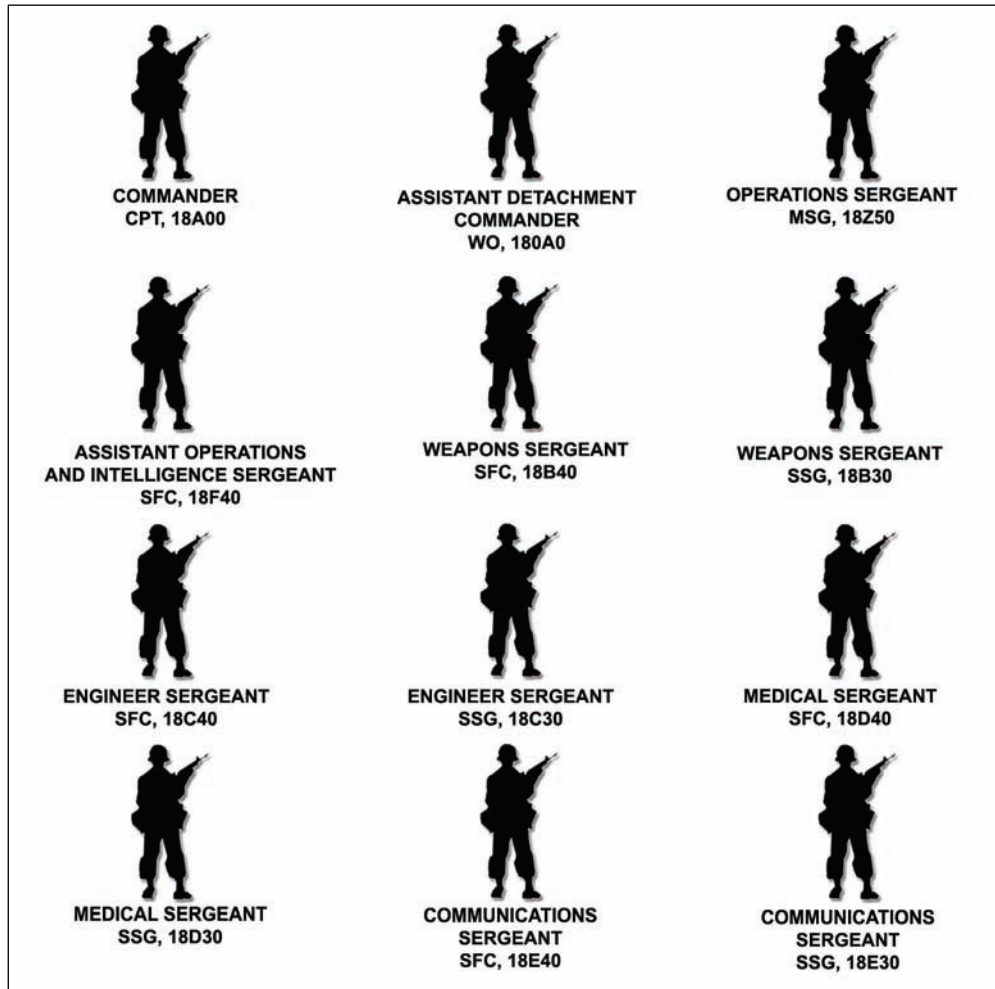 COMMANDER
CPT, 18A00
ASSISTANT DETACHMENT
COMMANDER
WO, 180A0
OPERATIONS SERGEANT
MSG, 18Z50
ASSISTANT OPERATIONS
AND INTELLIGENCE SERGEANT
SFC, 18F40
WEAPONS SERGEANT
SFC, 18B40
WEAPONS SERGEANT
SSG, 18B30
ENGINEER SERGEANT
SFC, 18C40
ENGINEER SERGEANT
SSG, 18C30
MEDICAL SERGEANT
SFC, 18D40
MEDICAL SERGEANT
SSG, 18D30
COMMUNICATIONS
SERGEANT
SFC, 18E40
COMMUNICATIONS
SERGEANT
SSG, 18E30